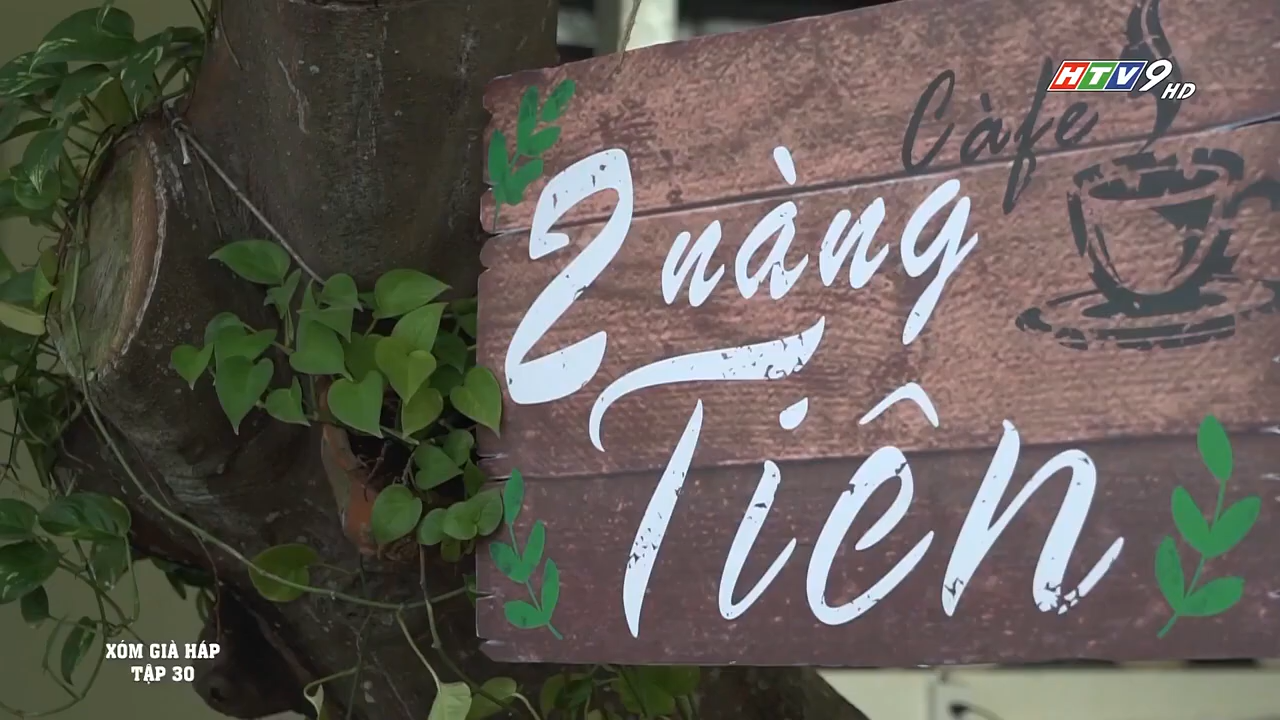 HTV9 HD
Càfe
2 nàng
Tiên
XÓM GIÀ HÁP
TẬP 30